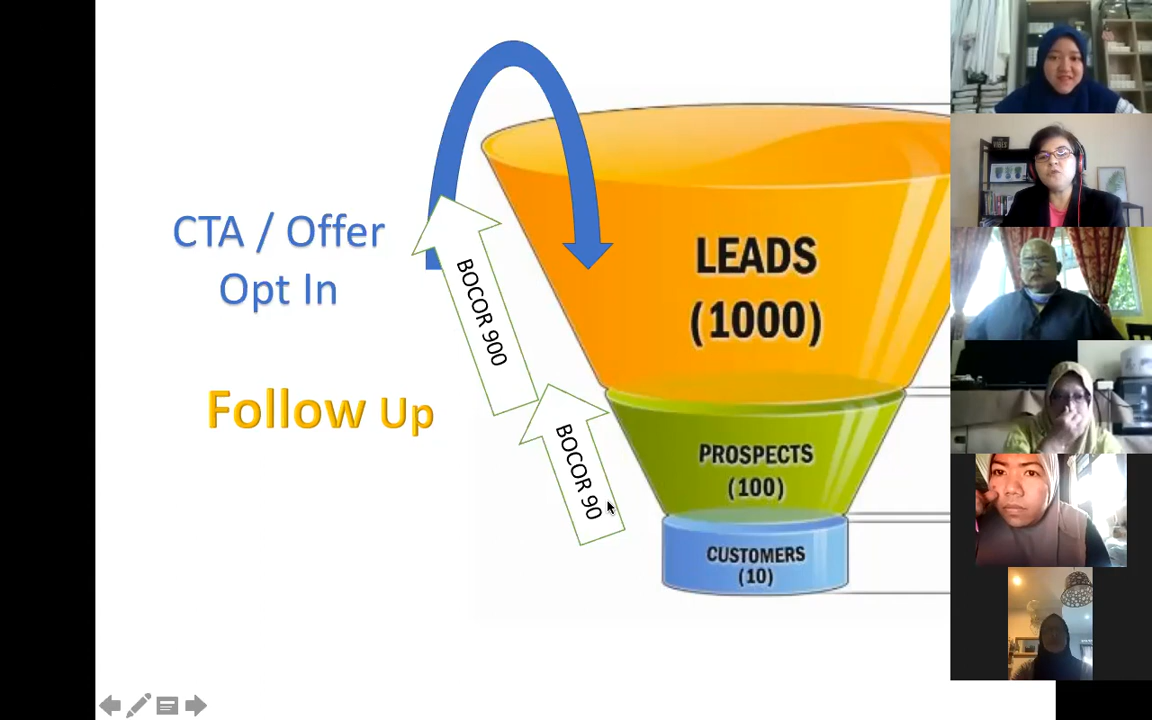 CTA / Offer
Opt In
Follow Up
BOCOR 900
BOCOR 90
LEADS
(1000)
PROSPECTS
(100)
CUSTOMERS
(10)